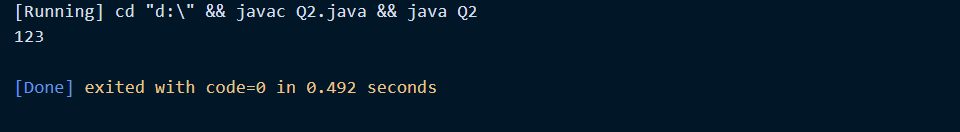 [Running] cd "d:\" && javac Q2.java && java Q2
123
[Done] exited with code=0 in 0.492 seconds